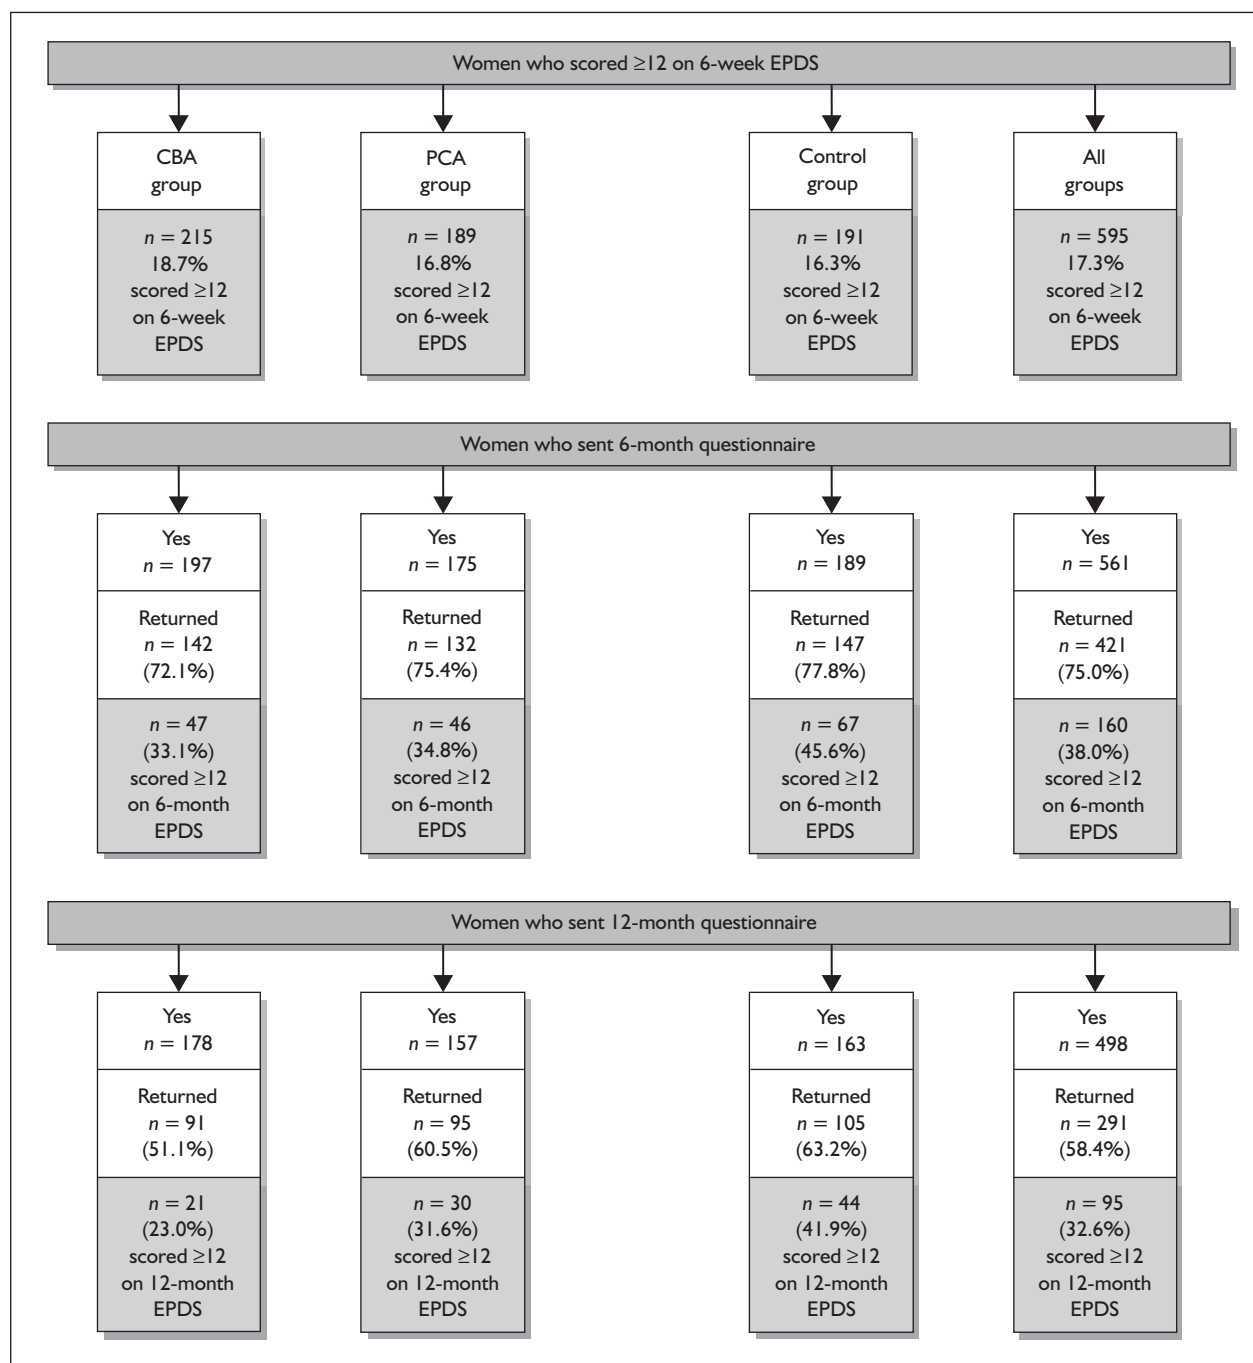 Women who scored ≥12 on 6-week EPDS
CBA
group
n = 215
18.7%
scored ≥12
on 6-week
EPDS
PCA
group
n = 189
16.8%
scored ≥12
on 6-week
EPDS
Control
group
n = 191
16.3%
scored ≥12
on 6-week
EPDS
All
groups
n = 595
17.3%
scored ≥12
on 6-week
EPDS
Women who sent 6-month questionnaire
Yes
n = 197
Returned
n = 142
(72.1%)
n = 47
(33.1%)
scored ≥12
on 6-month
EPDS
Yes
n = 175
Returned
n = 132
(75.4%)
n = 46
(34.8%)
scored ≥12
on 6-month
EPDS
Yes
n = 189
Returned
n = 147
(77.8%)
n = 67
(45.6%)
scored ≥12
on 6-month
EPDS
Yes
n = 561
Returned
n = 421
(75.0%)
n = 160
(38.0%)
scored ≥12
on 6-month
EPDS
Women who sent 12-month questionnaire
Yes
n = 178
Returned
n = 91
(51.1%)
n = 21
(23.0%)
scored ≥12
on 12-month
EPDS
Yes
n = 157
Returned
n = 95
(60.5%)
n = 30
(31.6%)
scored ≥12
on 12-month
EPDS
Yes
n = 163
Returned
n = 105
(63.2%)
n = 44
(41.9%)
scored ≥12
on 12-month
EPDS
Yes
n = 498
Returned
n = 291
(58.4%)
n = 95
(32.6%)
scored ≥12
on 12-month
EPDS